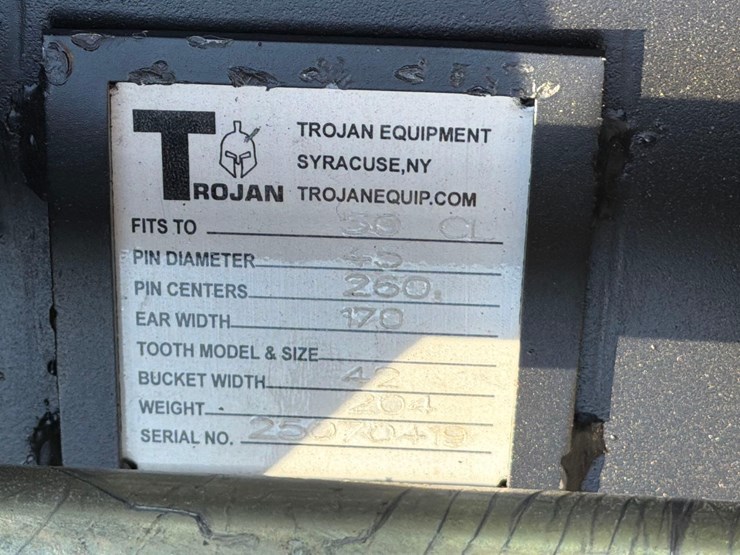 TROJAN
TROJAN EQUIPMENT
SYRACUSE,NY
TROJANEQUIP.COM
FITS TO 30 CL
PIN DIAMETER
PIN CENTERS 260
EAR WIDTH 170
TOOTH MODEL & SIZE
BUCKET WIDTH 42
WEIGHT 204
SERIAL NO.